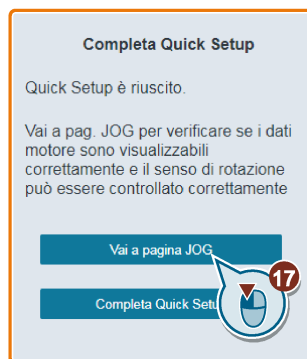 Completa Quick Setup
Quick Setup è riuscito.
Vai a pag. JOG per verificare se i dati
motore sono visualizzabili
correttamente e il senso di rotazione
può essere controllato correttamente
Vai a pagina JOG
17
Completa Quick